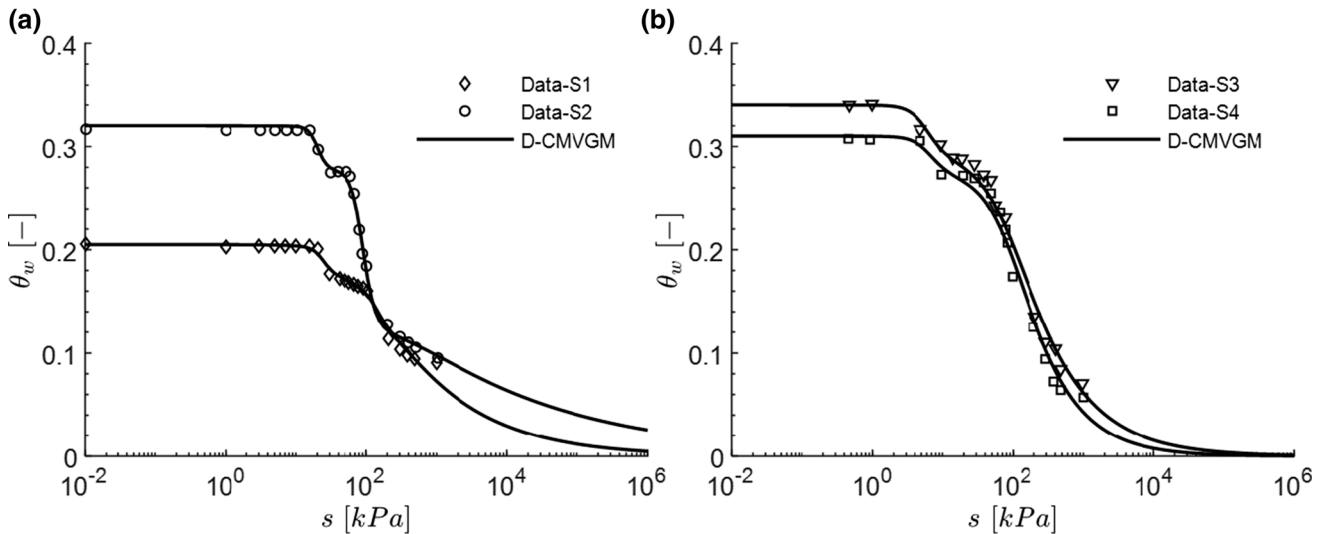 (a)
0.4
0.3
0.2
0.1
0
θ_w [−]
10^-2
10^0
10^2
10^4
10^6
s [kPa]
Data-S1
Data-S2
D-CMVGM
(b)
0.4
0.3
0.2
0.1
0
θ_w [−]
10^-2
10^0
10^2
10^4
10^6
s [kPa]
Data-S3
Data-S4
D-CMVGM